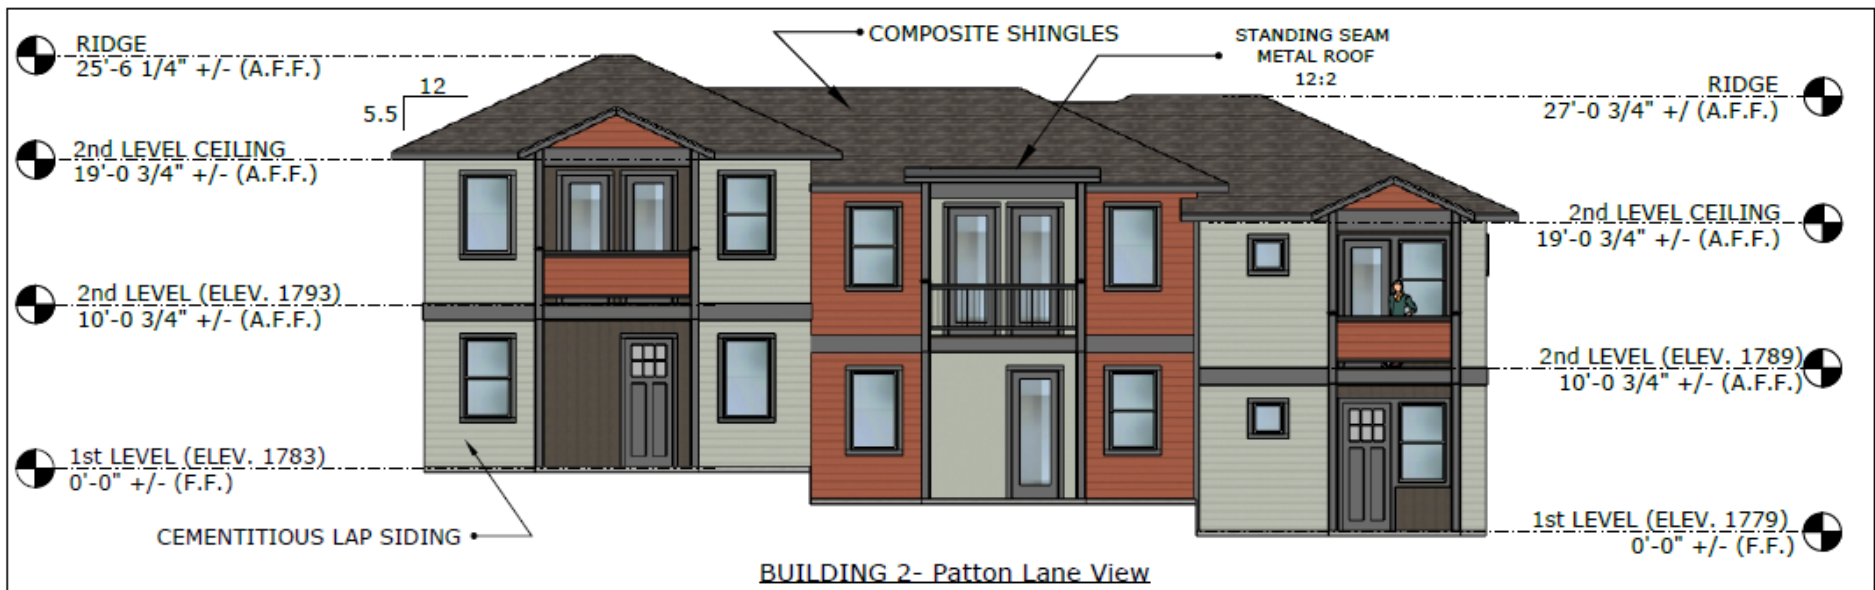 RIDGE
25'-6 1/4" +/- (A.F.F.)
12
5.5
2nd LEVEL CEILING
19'-0 3/4" +/- (A.F.F.)
2nd LEVEL (ELEV. 1793)
10'-0 3/4" +/- (A.F.F.)
1st LEVEL (ELEV. 1783)
0'-0" +/- (F.F.)
CEMENTITIOUS LAP SIDING
COMPOSITE SHINGLES
STANDING SEAM
METAL ROOF
12:2
RIDGE
27'-0 3/4" +/ (A.F.F.)
2nd LEVEL CEILING
19'-0 3/4" +/- (A.F.F.)
2nd LEVEL (ELEV. 1789)
10'-0 3/4" +/- (A.F.F.)
1st LEVEL (ELEV. 1779)
0'-0" +/- (F.F.)
BUILDING 2- Patton Lane View